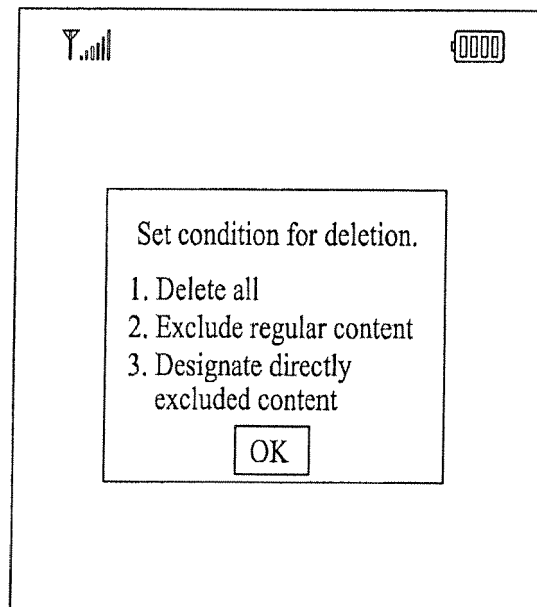 Set condition for deletion.
1. Delete all
2. Exclude regular content
3. Designate directly
excluded content
OK